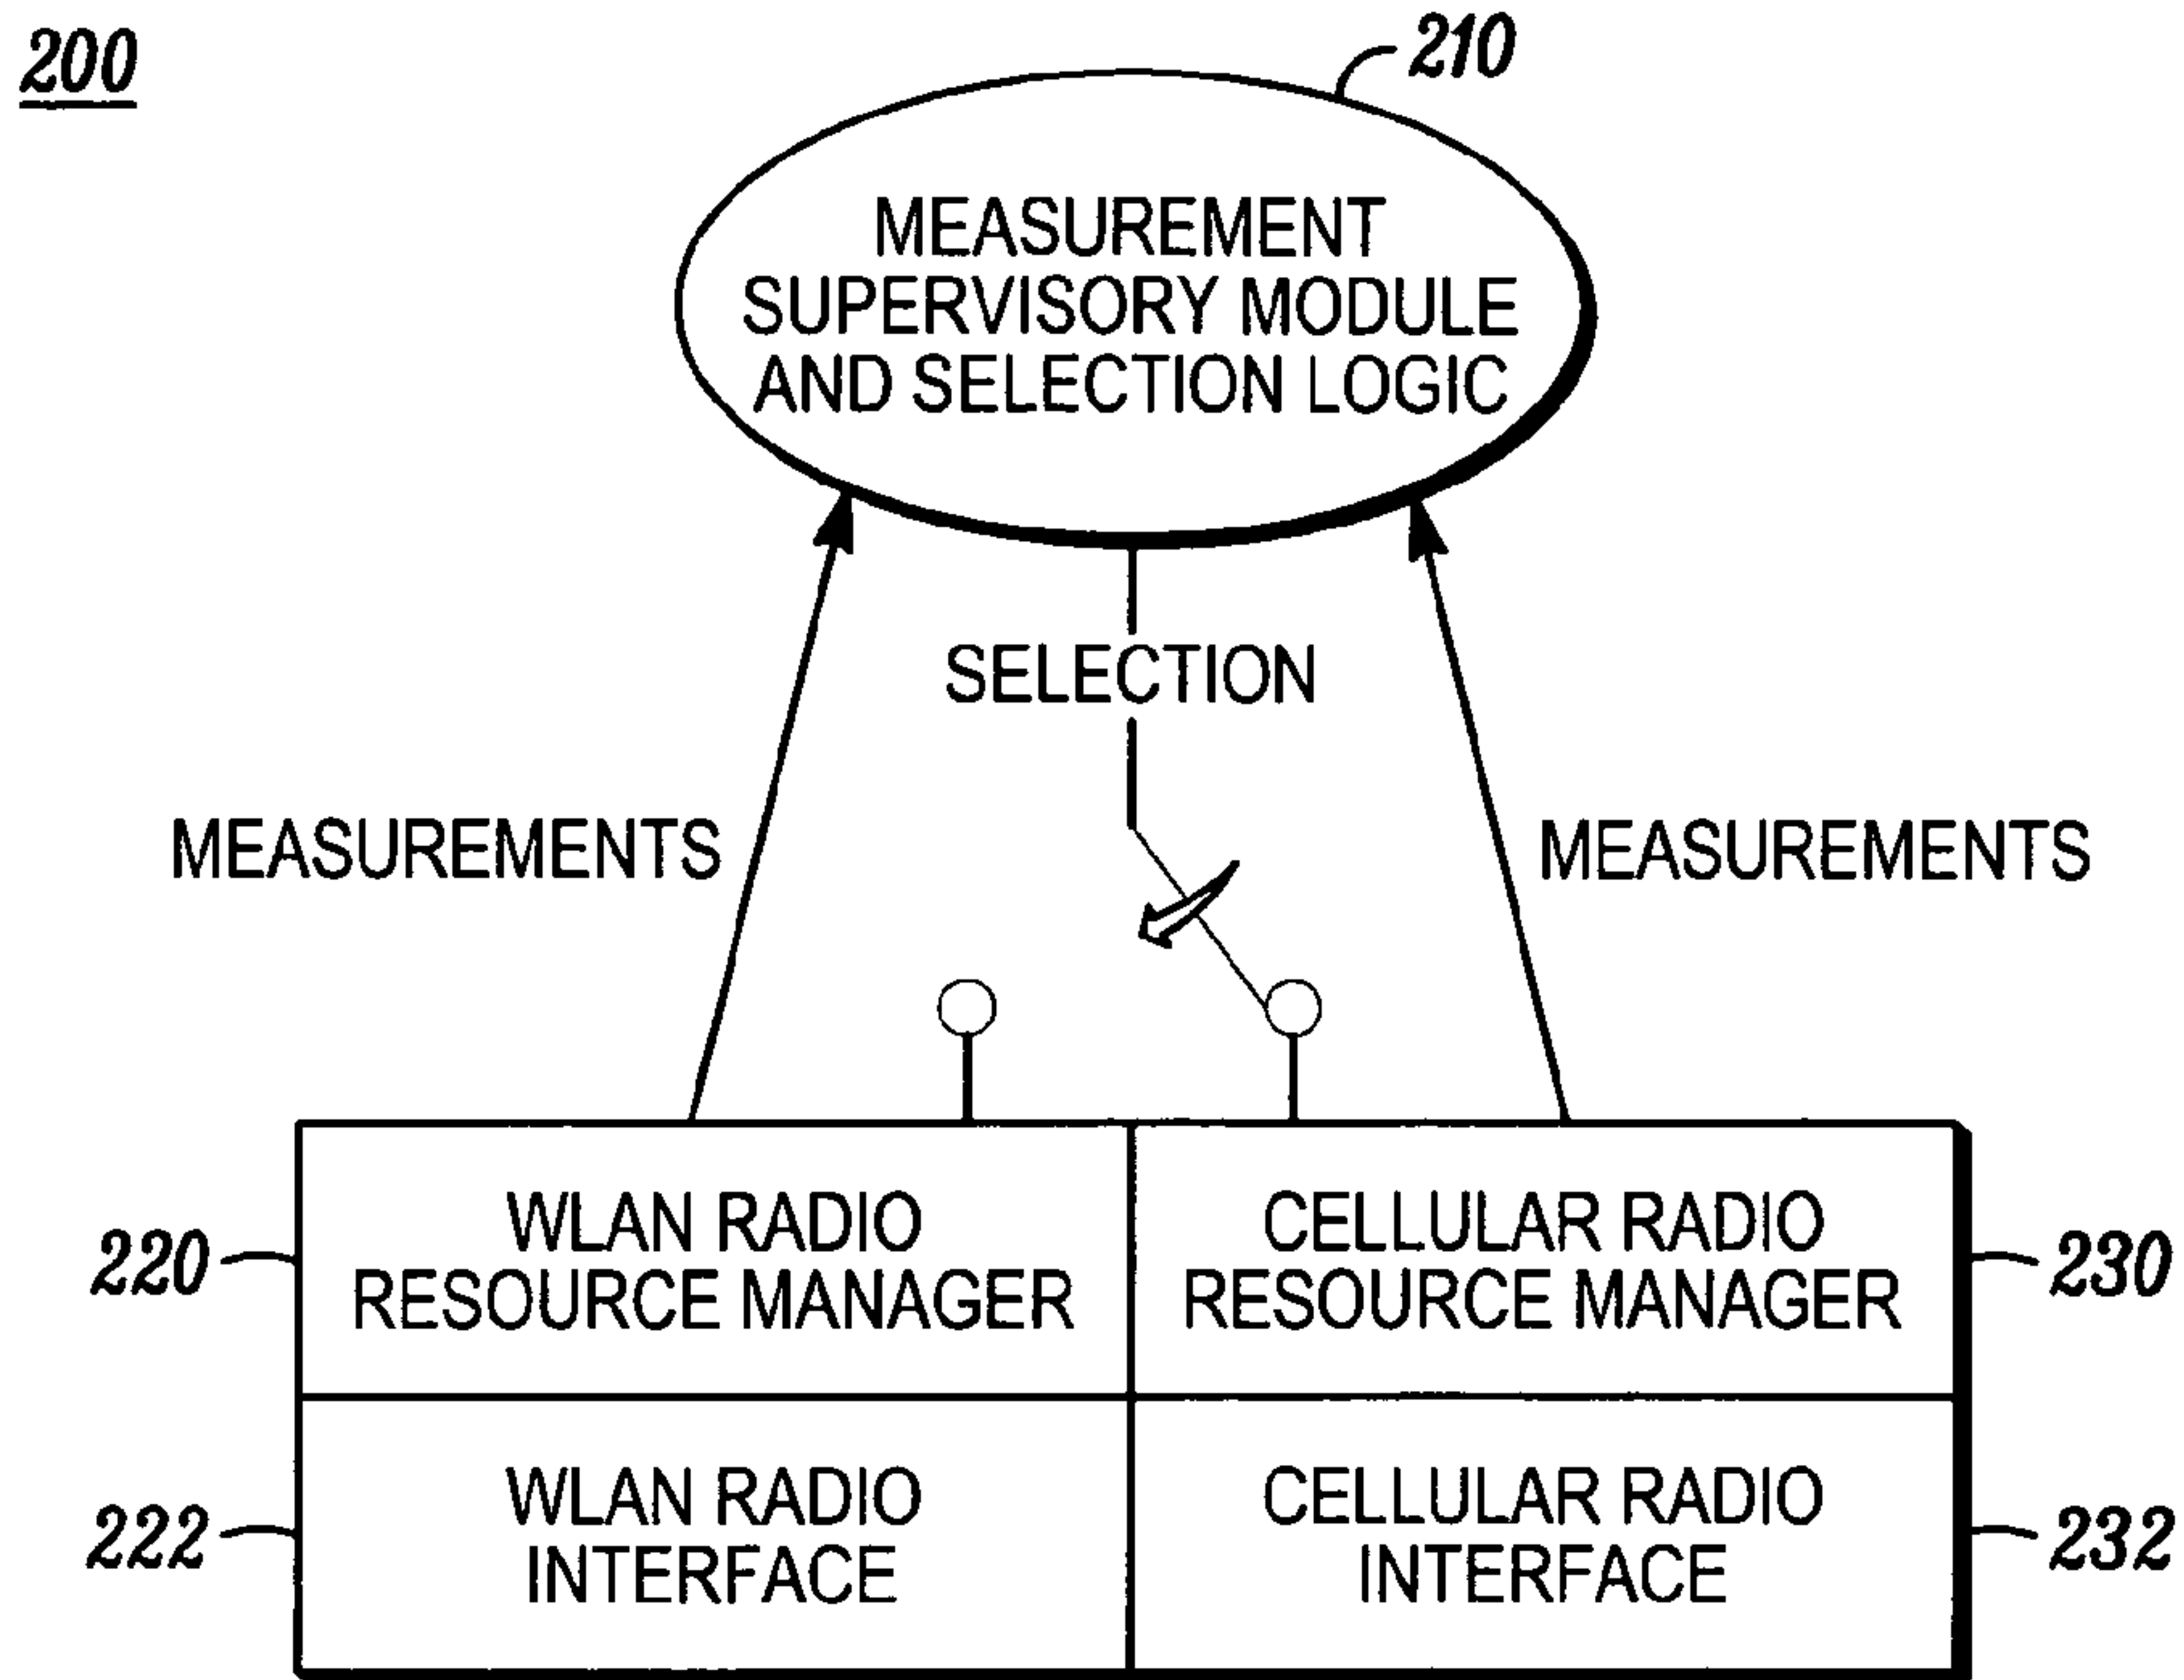 200
210
MEASUREMENT
SUPERVISORY MODULE
AND SELECTION LOGIC
SELECTION
MEASUREMENTS
MEASUREMENTS
220
WLAN RADIO
RESOURCE MANAGER
CELLULAR RADIO
RESOURCE MANAGER
230
222
WLAN RADIO
INTERFACE
CELLULAR RADIO
INTERFACE
232